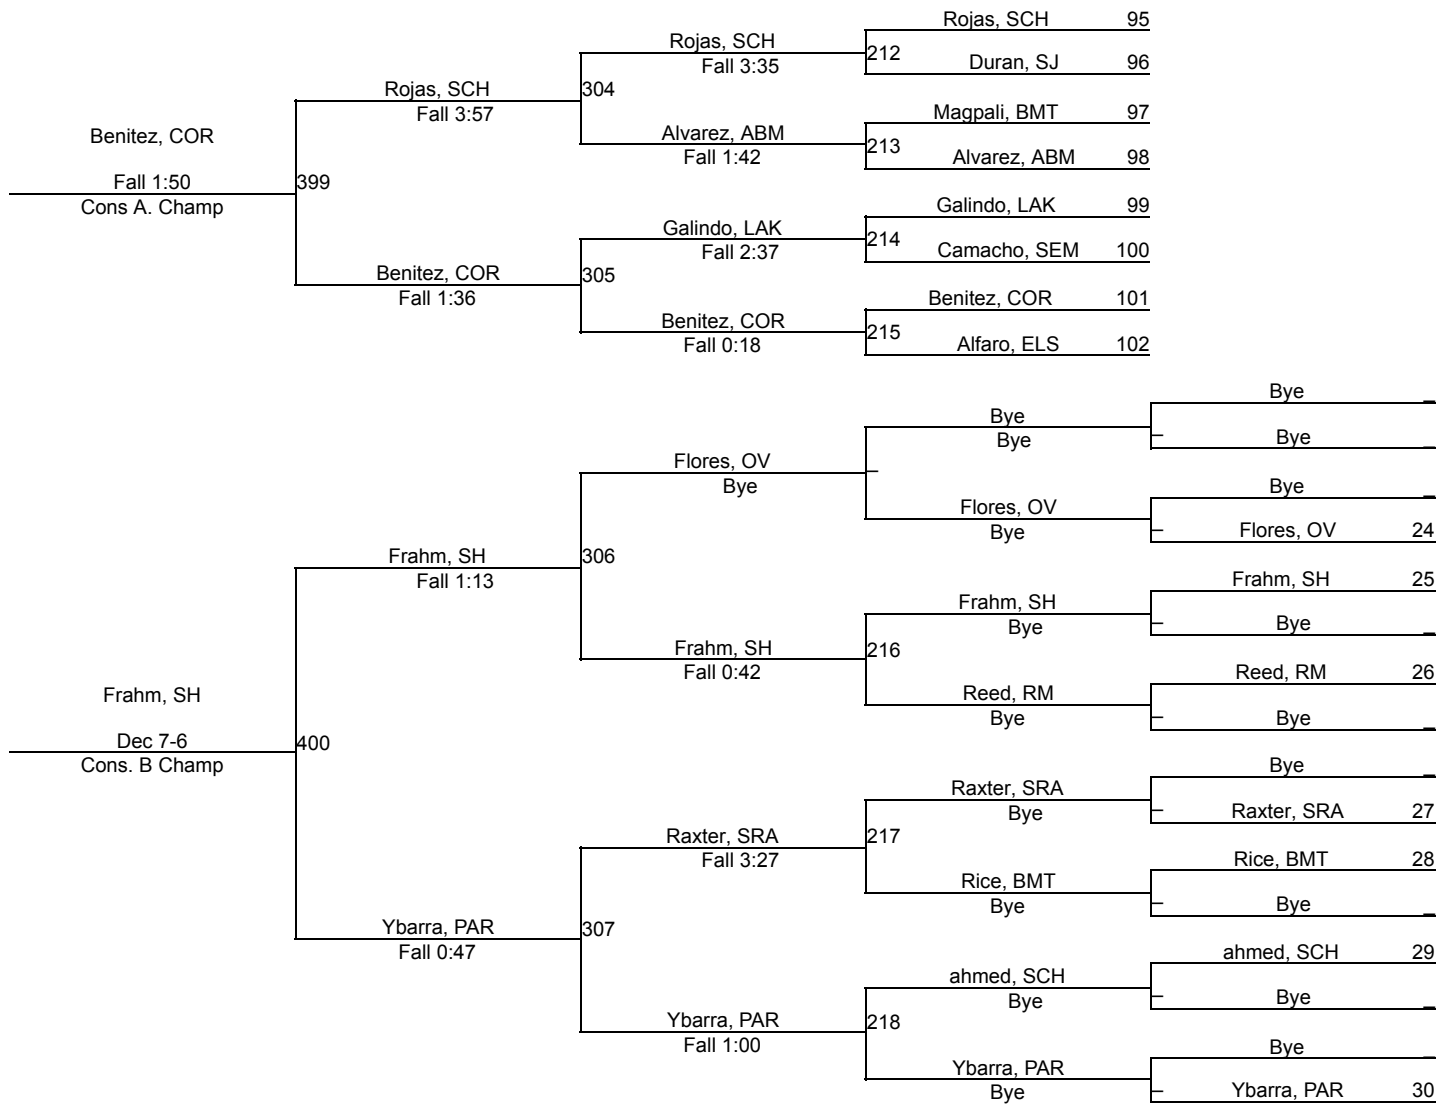 Rojas, SCH 95
Rojas, SCH
Fall 3:35
212
Duran, SJ 96
Rojas, SCH
Fall 3:57
304
Magpali, BMT 97
Alvarez, ABM
Fall 1:42
213
Alvarez, ABM 98
Benitez, COR
Fall 1:50
Cons A. Champ
399
Galindo, LAK 99
Galindo, LAK
Fall 2:37
214
Camacho, SEM 100
Benitez, COR
Fall 1:36
305
Benitez, COR 101
Benitez, COR
Fall 0:18
215
Alfaro, ELS 102
Bye _
Bye
Bye
_ Bye _
Flores, OV
Bye
_
Bye _
Flores, OV
Bye
_ Flores, OV 24
Frahm, SH
Fall 1:13
306
Frahm, SH 25
Frahm, SH
Bye
_ Bye _
Frahm, SH
Fall 0:42
216
Reed, RM 26
Reed, RM
Bye
_ Bye _
Frahm, SH
Dec 7-6
Cons. B Champ
400
Bye _
Raxter, SRA
Bye
_ Raxter, SRA 27
Raxter, SRA
Fall 3:27
217
Rice, BMT 28
Rice, BMT
Bye
_ Bye _
Ybarra, PAR
Fall 0:47
307
ahmed, SCH 29
ahmed, SCH
Bye
_ Bye _
Ybarra, PAR
Fall 1:00
218
Bye _
Ybarra, PAR
Bye
_ Ybarra, PAR 30